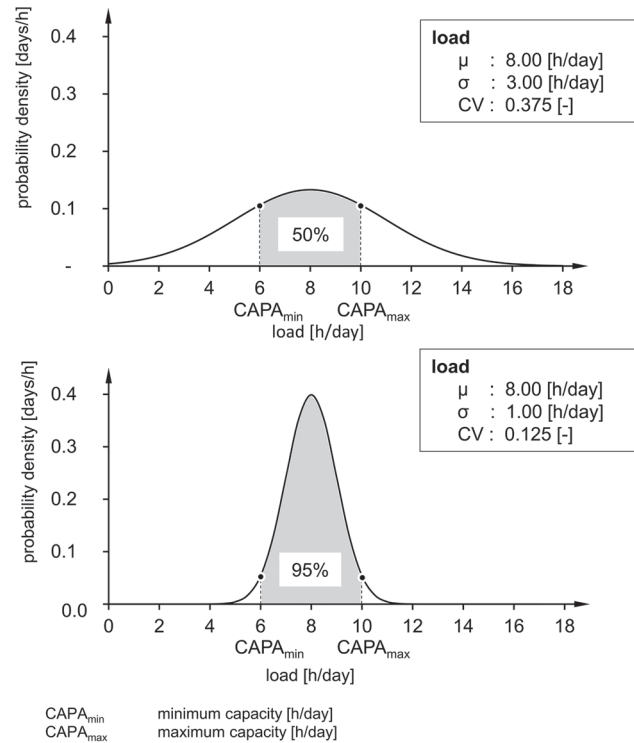 probability density [days/h]
0.4
0.3
0.2
0.1
-
load
μ : 8.00 [h/day]
σ : 3.00 [h/day]
CV : 0.375 [-]
50%
0 2 4 6 8 10 12 14 16 18
CAPAmin CAPAmax
load [h/day]
probability density [days/h]
0.4
0.3
0.2
0.1
0.0
load
μ : 8.00 [h/day]
σ : 1.00 [h/day]
CV : 0.125 [-]
95%
0 2 4 6 8 10 12 14 16 18
CAPAmin CAPAmax
load [h/day]
CAPAmin minimum capacity [h/day]
CAPAmax maximum capacity [h/day]